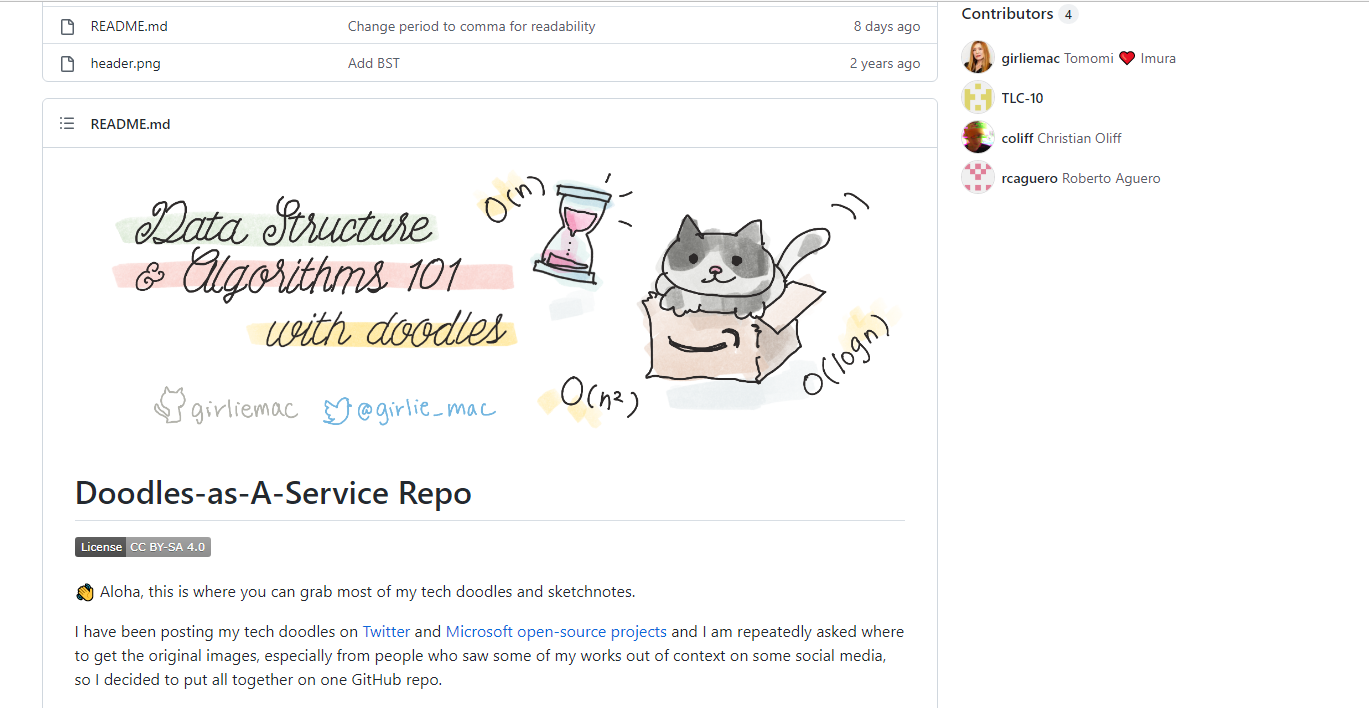 README.md Change period to comma for readability 8 days ago
header.png Add BST 2 years ago
README.md
Data Structure
& Algorithms 101
with doodles
O(n)
O(n²)
O(logn)
girliemac @girlie_mac
Doodles-as-A-Service Repo
License CC BY-SA 4.0
👋 Aloha, this is where you can grab most of my tech doodles and sketchnotes.
I have been posting my tech doodles on Twitter and Microsoft open-source projects and I am repeatedly asked where
to get the original images, especially from people who saw some of my works out of context on some social media,
so I decided to put all together on one GitHub repo.
Contributors 4
girliemac Tomomi ❤️ Imura
TLC-10
coliff Christian Oliff
rcaguero Roberto Aguero